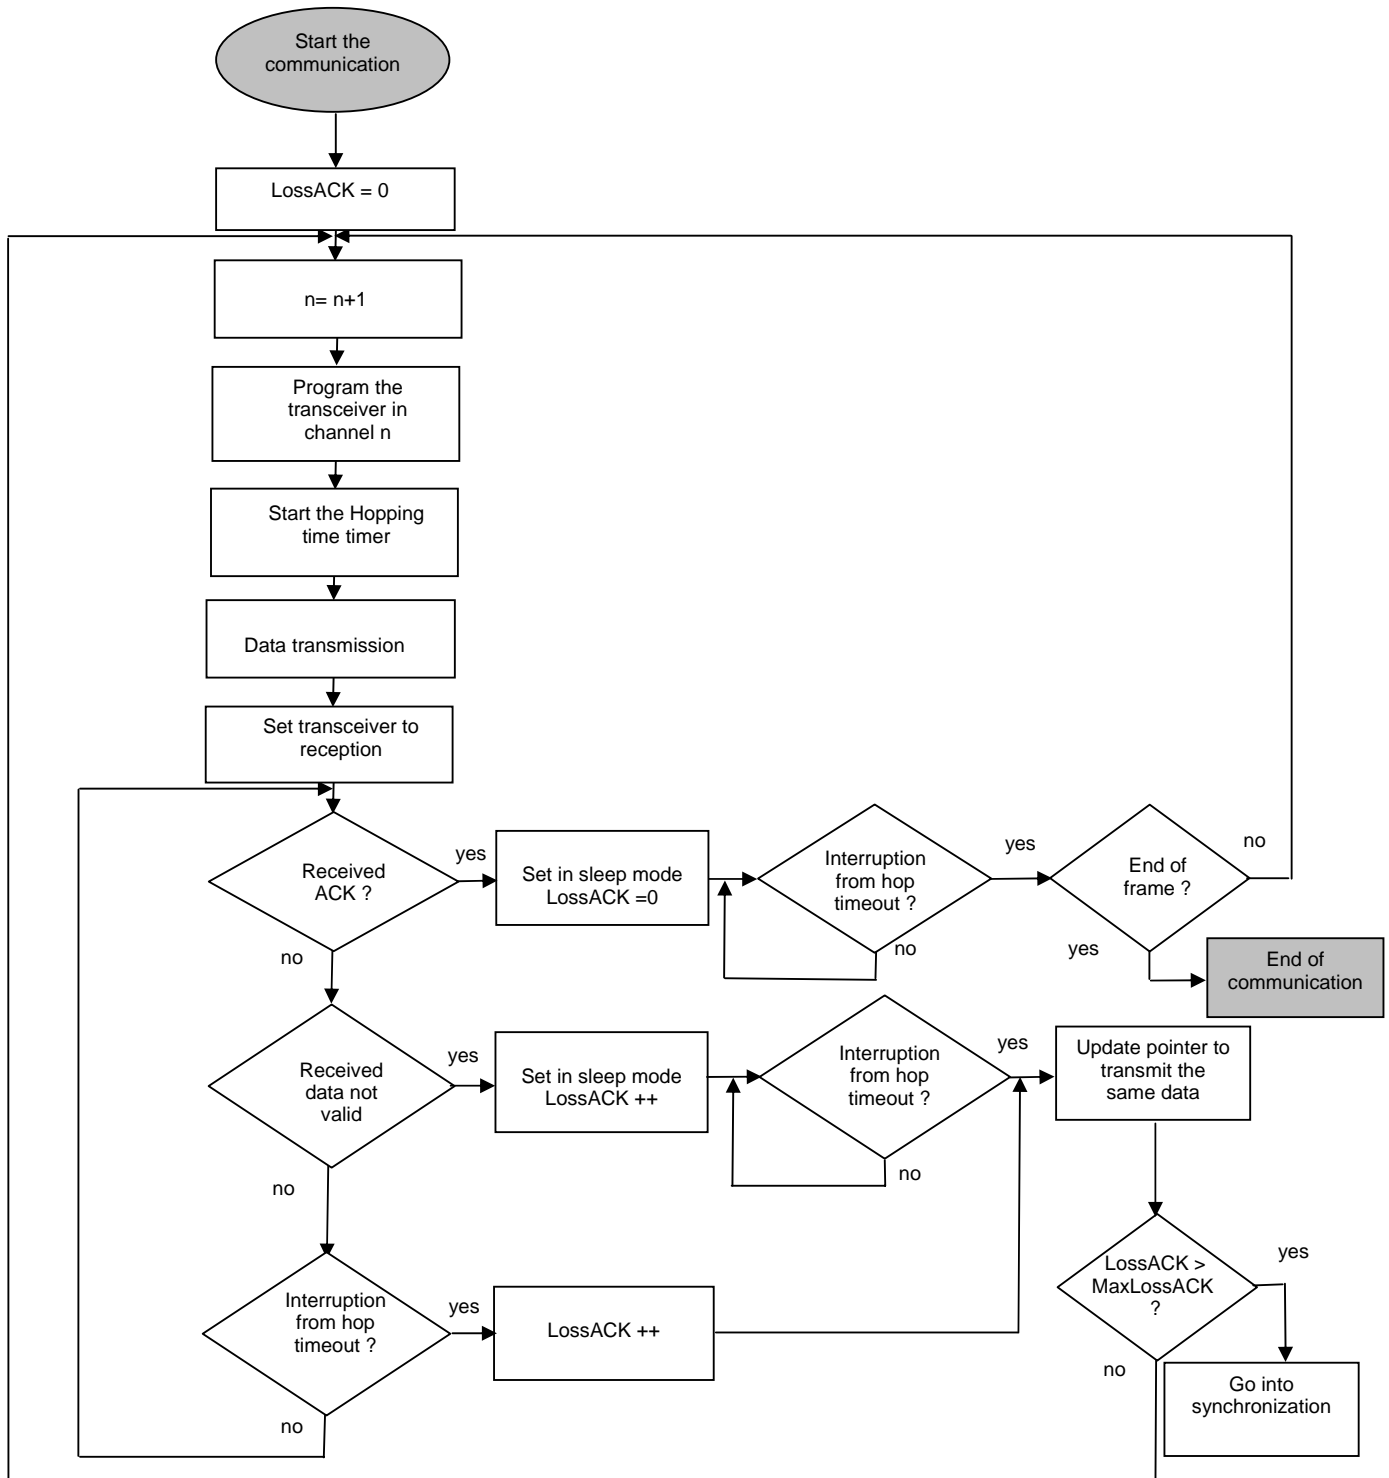 Start the
communication
LossACK = 0
n= n+1
Program the
transceiver in
channel n
Start the Hopping
time timer
Data transmission
Set transceiver to
reception
Received
ACK ?
yes
no
Set in sleep mode
LossACK =0
Interruption
from hop
timeout ?
yes
no
End of
frame ?
no
yes
End of
communication
Received
data not
valid
yes
no
Set in sleep mode
LossACK ++
Interruption
from hop
timeout ?
yes
no
Update pointer to
transmit the
same data
Interruption
from hop
timeout ?
yes
no
LossACK ++
LossACK >
MaxLossACK
?
yes
no
Go into
synchronization